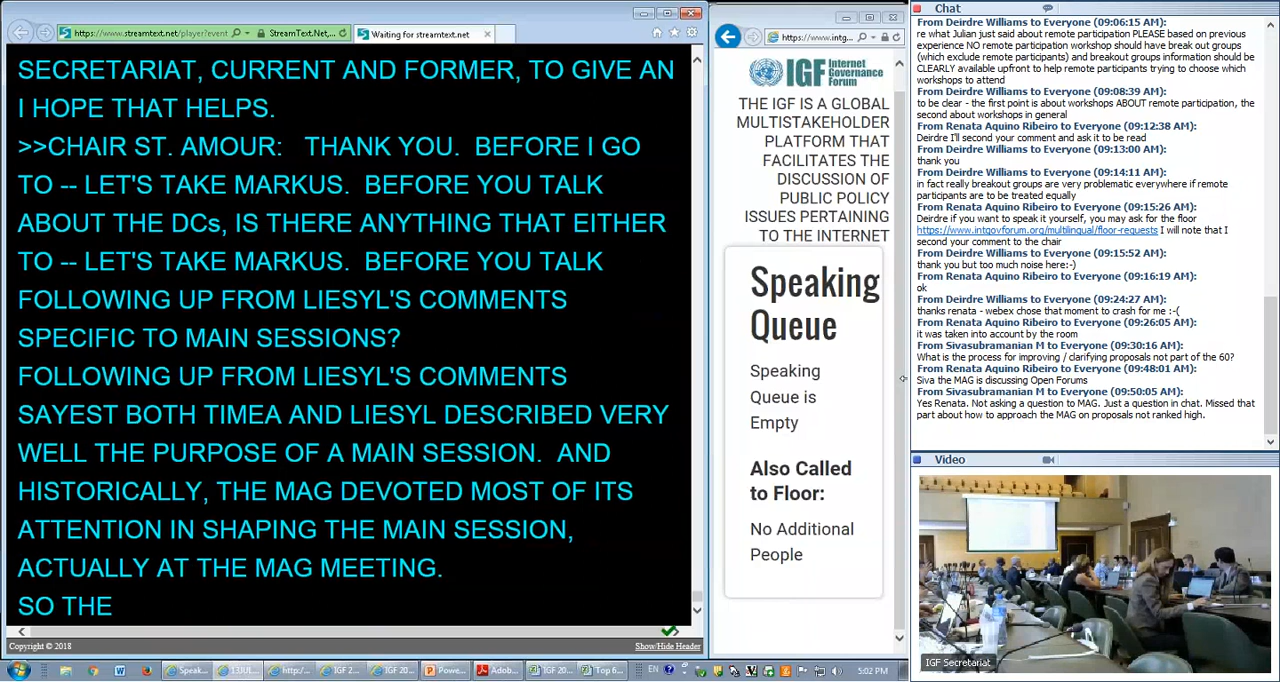 https://www.streamtext.net/player?event
StreamText.Net,...
Waiting for streamtext.net
SECRETARIAT, CURRENT AND FORMER, TO GIVE AN
I HOPE THAT HELPS.
>>CHAIR ST. AMOUR:   THANK YOU.  BEFORE I GO
TO -- LET'S TAKE MARKUS.  BEFORE YOU TALK
ABOUT THE DCs, IS THERE ANYTHING THAT EITHER
TO -- LET'S TAKE MARKUS.  BEFORE YOU TALK
FOLLOWING UP FROM LIESYL'S COMMENTS
SPECIFIC TO MAIN SESSIONS?
FOLLOWING UP FROM LIESYL'S COMMENTS
SAYEST BOTH TIMEA AND LIESYL DESCRIBED VERY
WELL THE PURPOSE OF A MAIN SESSION.  AND
HISTORICALLY, THE MAG DEVOTED MOST OF ITS
ATTENTION IN SHAPING THE MAIN SESSION,
ACTUALLY AT THE MAG MEETING.
SO THE
Copyright © 2018
Show/Hide Header
https://www.intg...
IGF Internet Governance Forum
THE IGF IS A GLOBAL
MULTISTAKEHOLDER
PLATFORM THAT
FACILITATES THE
DISCUSSION OF
PUBLIC POLICY
ISSUES PERTAINING
TO THE INTERNET
Speaking
Queue
Speaking
Queue is
Empty
Also Called
to Floor:
No Additional
People
Chat
From Deirdre Williams to Everyone (09:06:15 AM):
re what Julian just said about remote participation PLEASE based on previous
experience NO remote participation workshop should have break out groups
(which exclude remote participants) and breakout groups information should be
CLEARLY available upfront to help remote participants trying to choose which
workshops to attend
From Deirdre Williams to Everyone (09:08:39 AM):
to be clear - the first point is about workshops ABOUT remote participation, the
second about workshops in general
From Renata Aquino Ribeiro to Everyone (09:12:38 AM):
Deirdre I'll second your comment and ask it to be read
From Deirdre Williams to Everyone (09:13:00 AM):
thank you
From Deirdre Williams to Everyone (09:14:11 AM):
in fact really breakout groups are very problematic everywhere if remote
participants are to be treated equally
From Renata Aquino Ribeiro to Everyone (09:15:26 AM):
Deirdre if you want to speak it yourself, you may ask for the floor
https://www.intgovforum.org/multilingual/floor-requests I will note that I
second your comment to the chair
From Deirdre Williams to Everyone (09:15:52 AM):
thank you but too much noise here:-)
From Renata Aquino Ribeiro to Everyone (09:16:19 AM):
ok
From Deirdre Williams to Everyone (09:24:27 AM):
thanks renata - webex chose that moment to crash for me :-(
From Renata Aquino Ribeiro to Everyone (09:26:05 AM):
it was taken into account by the room
From Sivasubramanian M to Everyone (09:30:16 AM):
What is the process for improving / clarifying proposals not part of the 60?
From Renata Aquino Ribeiro to Everyone (09:48:01 AM):
Siva the MAG is discussing Open Forums
From Sivasubramanian M to Everyone (09:50:05 AM):
Yes Renata. Not asking a question to MAG. Just a question in chat. Missed that
part about how to approach the MAG on proposals not ranked high.
Video
IGF Secretariat
Speak...
13JUL...
http:/...
IGF 2...
IGF 20...
Powe...
Adob...
IGF 20...
Top 6...
EN
5:02 PM